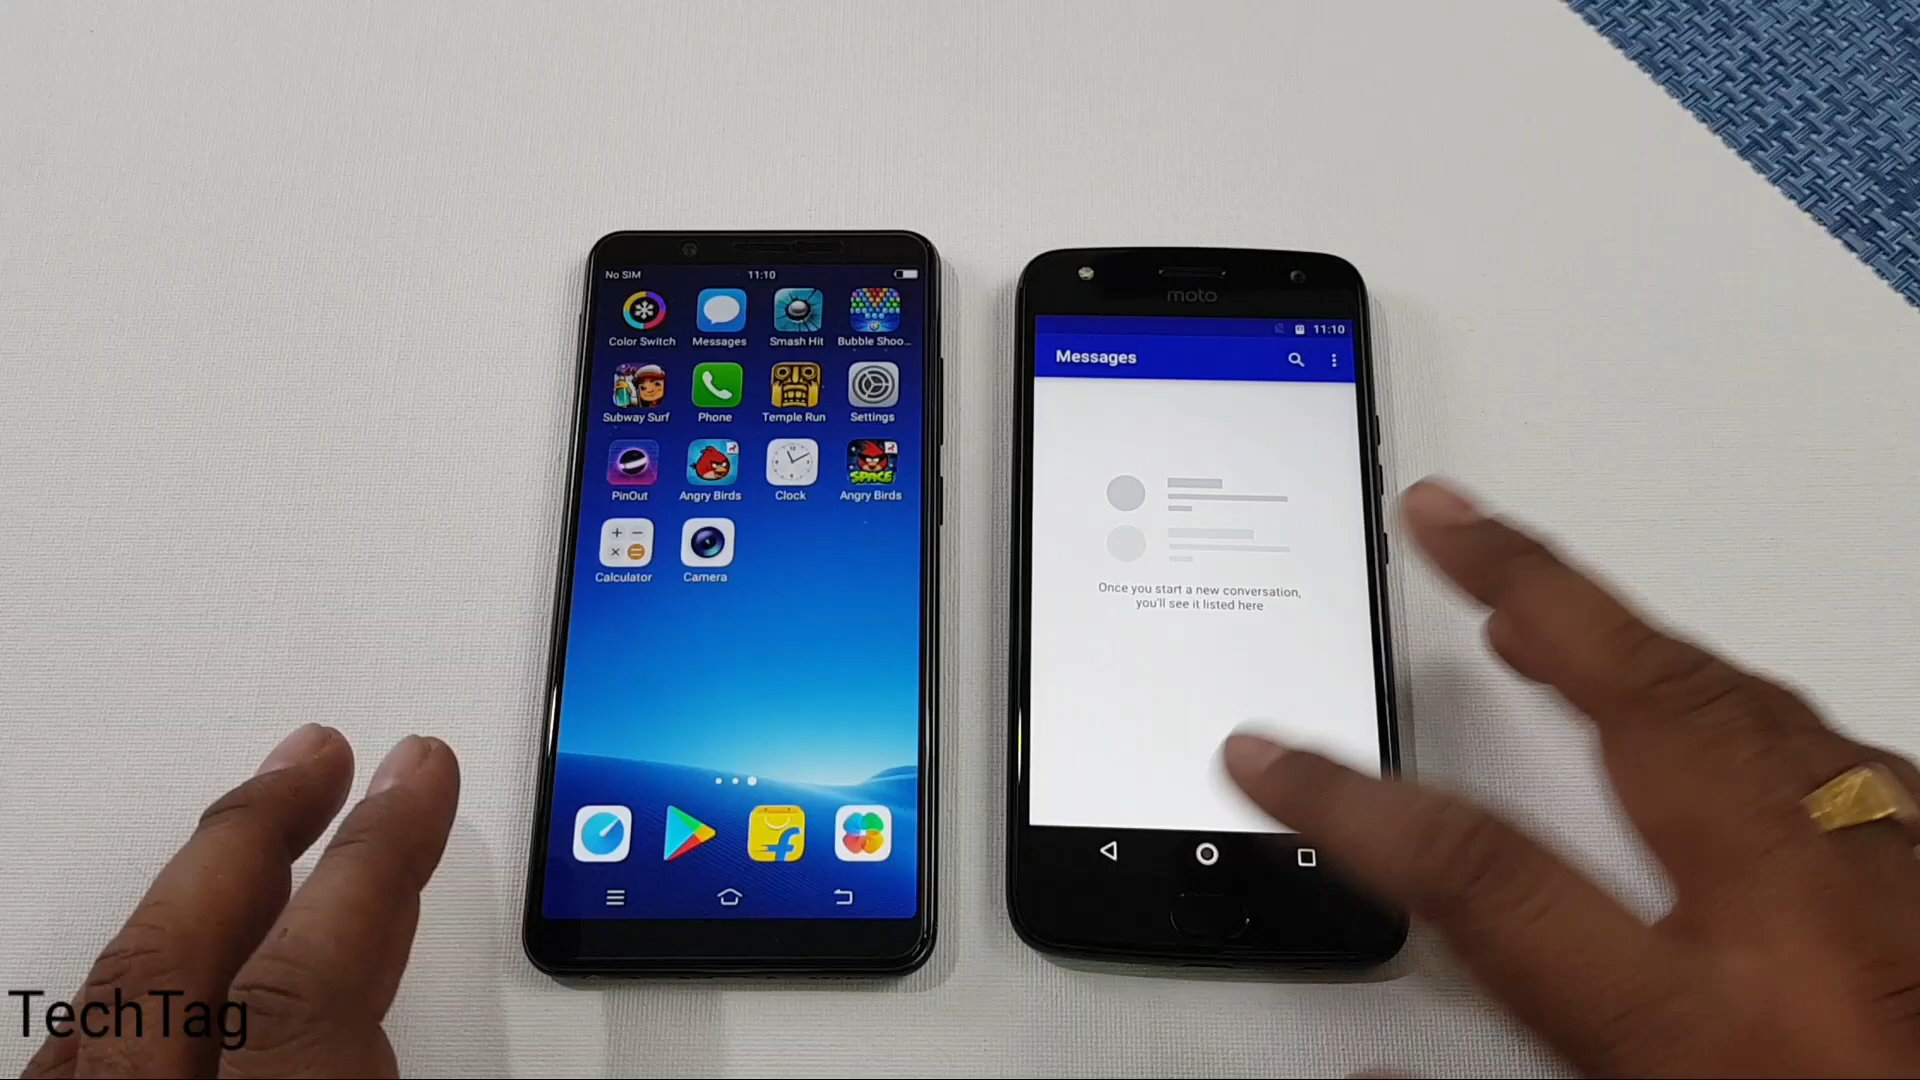 No SIM
11:10
Color Switch
Messages
Smash Hit
Bubble Shoo...
Subway Surf
Phone
Temple Run
Settings
PinOut
Angry Birds
Clock
SPACE
Angry Birds
Calculator
Camera
moto
11:10
Messages
Once you start a new conversation,
you'll see it listed here
TechTag